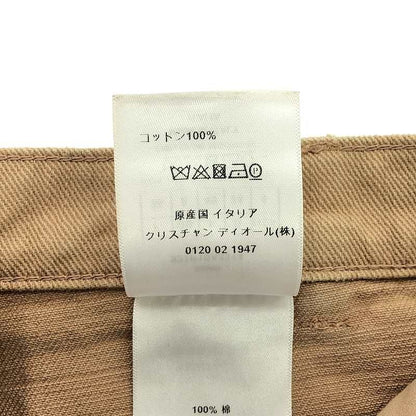 コットン100%
原産国 イタリア
クリスチャン ディオール(株)
0120 02 1947
100% 棉